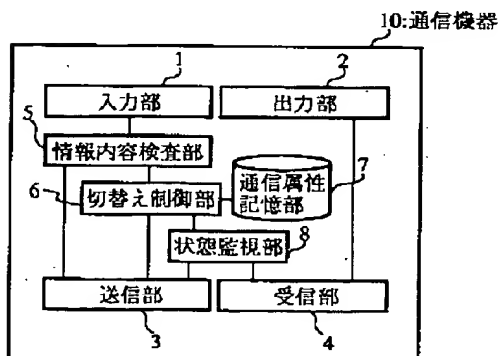 10:通信機器
1
2
入力部
出力部
5
情報内容検査部
6
切替え制御部
通信属性
記憶部
7
状態監視部
8
送信部
受信部
3
4